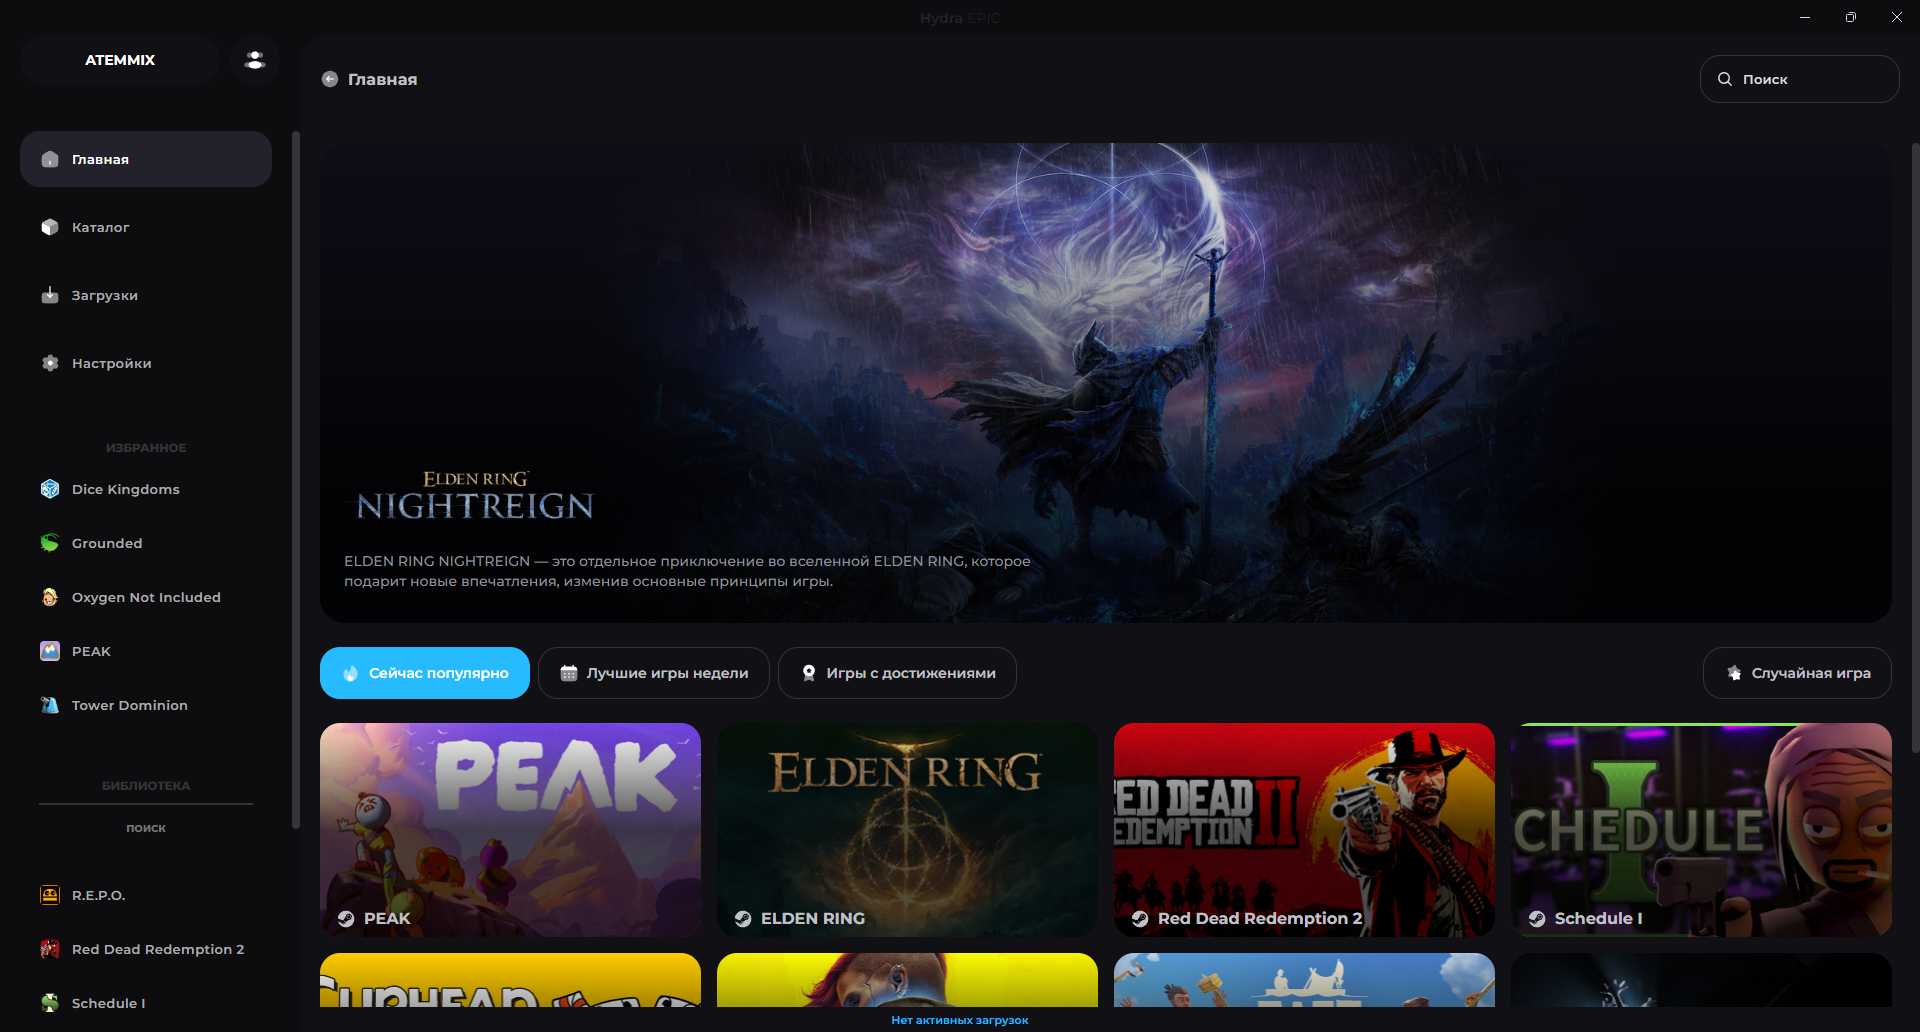 Hydra EPIC
ATEMMIX
Главная
Поиск
Главная
Каталог
Загрузки
Настройки
ИЗБРАННОЕ
Dice Kingdoms
Grounded
Oxygen Not Included
PEAK
Tower Dominion
БИБЛИОТЕКА
поиск
R.E.P.O.
Red Dead Redemption 2
Schedule I
ELDEN RING
NIGHTREIGN
ELDEN RING NIGHTREIGN — это отдельное приключение во вселенной ELDEN RING, которое
подарит новые впечатления, изменив основные принципы игры.
Сейчас популярно
Лучшие игры недели
Игры с достижениями
Случайная игра
PEAK
PEAK
ELDEN RING
ELDEN RING
RED DEAD
REDEMPTION II
Red Dead Redemption 2
SCHEDULE I
Schedule I
CUPHEAD
Нет активных загрузок